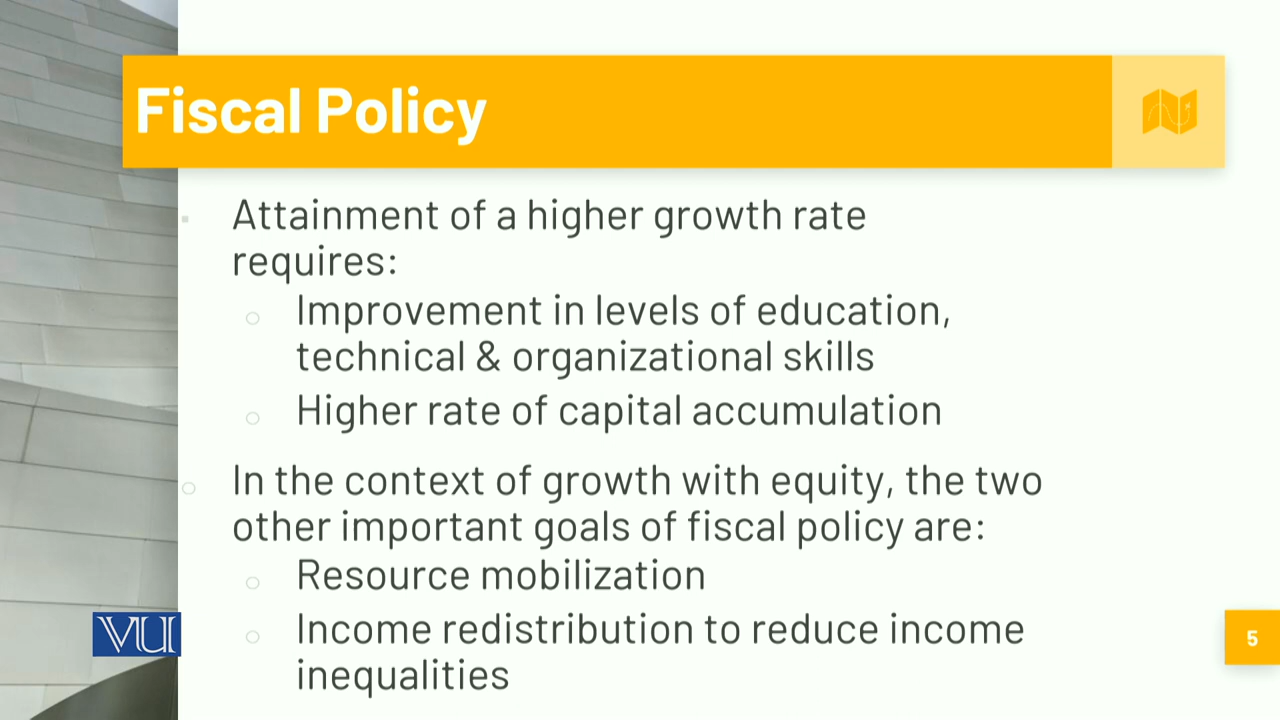 Fiscal Policy
Attainment of a higher growth rate
requires:
Improvement in levels of education,
technical & organizational skills
Higher rate of capital accumulation
In the context of growth with equity, the two
other important goals of fiscal policy are:
Resource mobilization
Income redistribution to reduce income
inequalities
VU
5